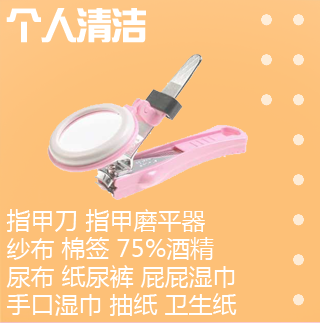 个人清洁
指甲刀 指甲磨平器
纱布 棉签 75%酒精
尿布 纸尿裤 屁屁湿巾
手口湿巾 抽纸 卫生纸